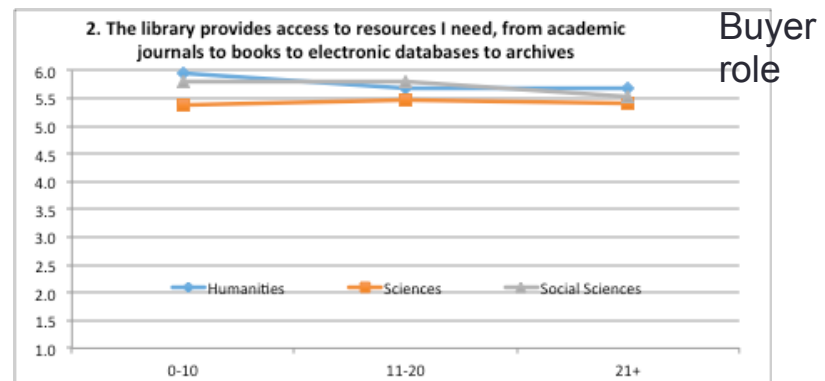 2. The library provides access to resources I need, from academic
journals to books to electronic databases to archives
Buyer
role
6.0
5.5
5.0
4.5
4.0
3.5
3.0
2.5
2.0
1.5
1.0
Humanities Sciences Social Sciences
0-10 11-20 21+